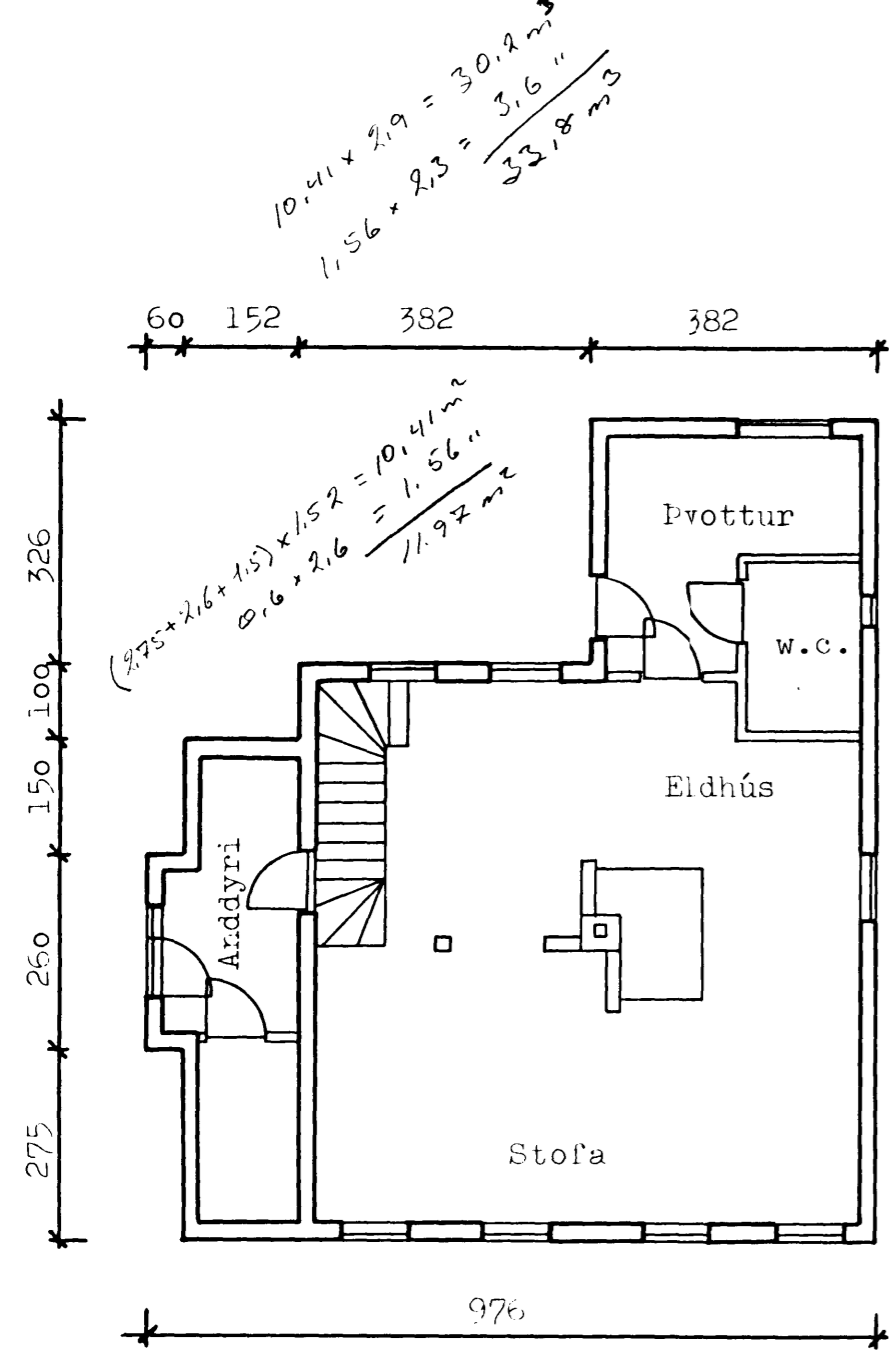 10,41 x 2,9 = 30,2 m³
1,56 x 2,3 = 3,6 "
33,8 m³
60 152 382 382
(2,75+2,6+1,5) x 1,52 = 10,41 m²
0,6 x 2,6 = 1.56 "
11.97 m²
326
100
150
260
275
Þvottur
w.c.
Eldhús
Anddyri
Stofa
976